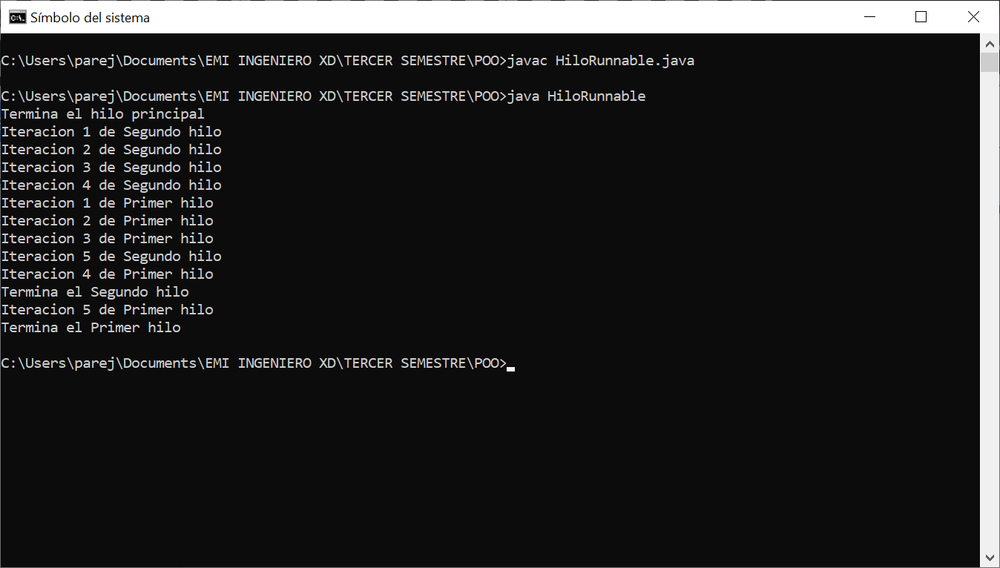 Símbolo del sistema
C:\Users\parej\Documents\EMI INGENIERO XD\TERCER SEMESTRE\POO>javac HiloRunnable.java
C:\Users\parej\Documents\EMI INGENIERO XD\TERCER SEMESTRE\POO>java HiloRunnable
Termina el hilo principal
Iteracion 1 de Segundo hilo
Iteracion 2 de Segundo hilo
Iteracion 3 de Segundo hilo
Iteracion 4 de Segundo hilo
Iteracion 1 de Primer hilo
Iteracion 2 de Primer hilo
Iteracion 3 de Primer hilo
Iteracion 5 de Segundo hilo
Iteracion 4 de Primer hilo
Termina el Segundo hilo
Iteracion 5 de Primer hilo
Termina el Primer hilo
C:\Users\parej\Documents\EMI INGENIERO XD\TERCER SEMESTRE\POO>